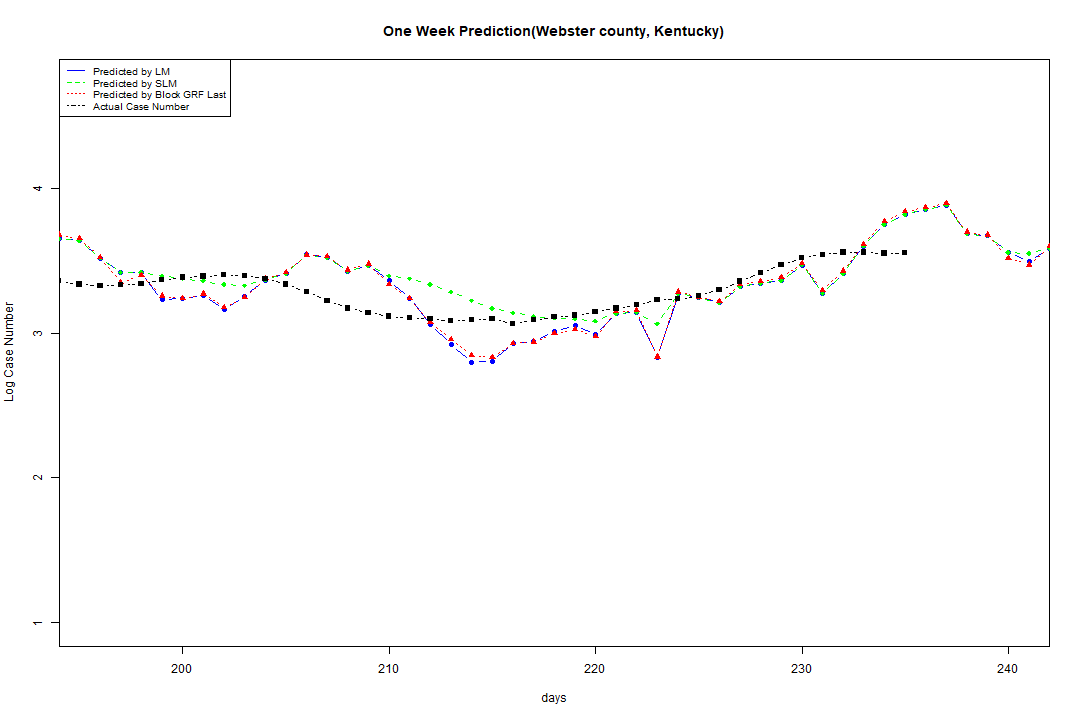 One Week Prediction(Webster county, Kentucky)
Predicted by LM
Predicted by SLM
Predicted by Block GRF Last
Actual Case Number
4
3
2
1
Log Case Number
200 210 220 230 240
days